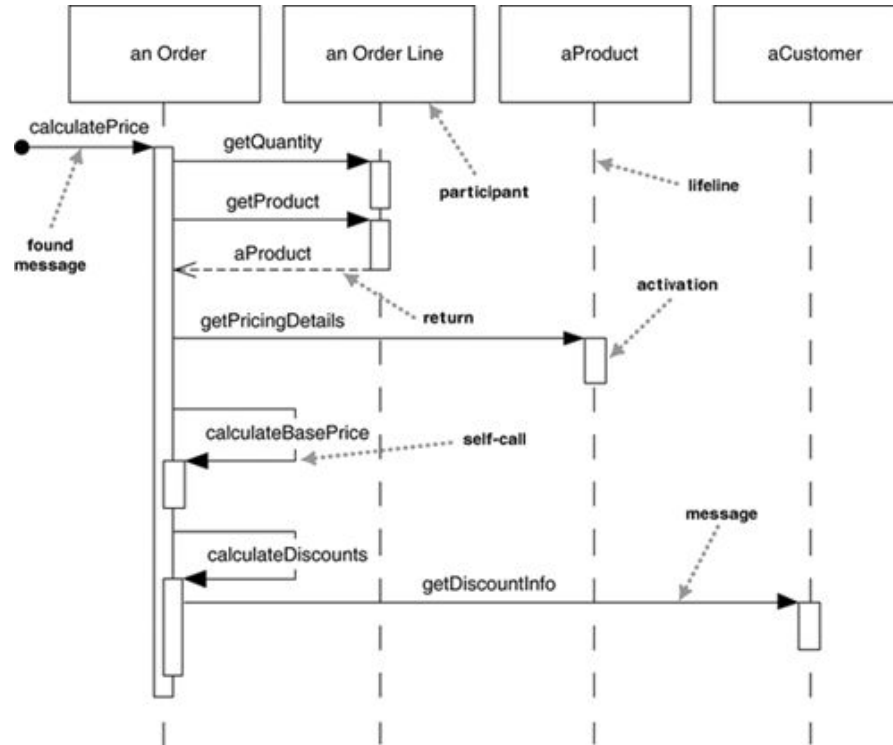 an Order
an Order Line
aProduct
aCustomer
calculatePrice
getQuantity
getProduct
participant
lifeline
found
message
aProduct
activation
return
getPricingDetails
calculateBasePrice
self-call
message
calculateDiscounts
getDiscountInfo